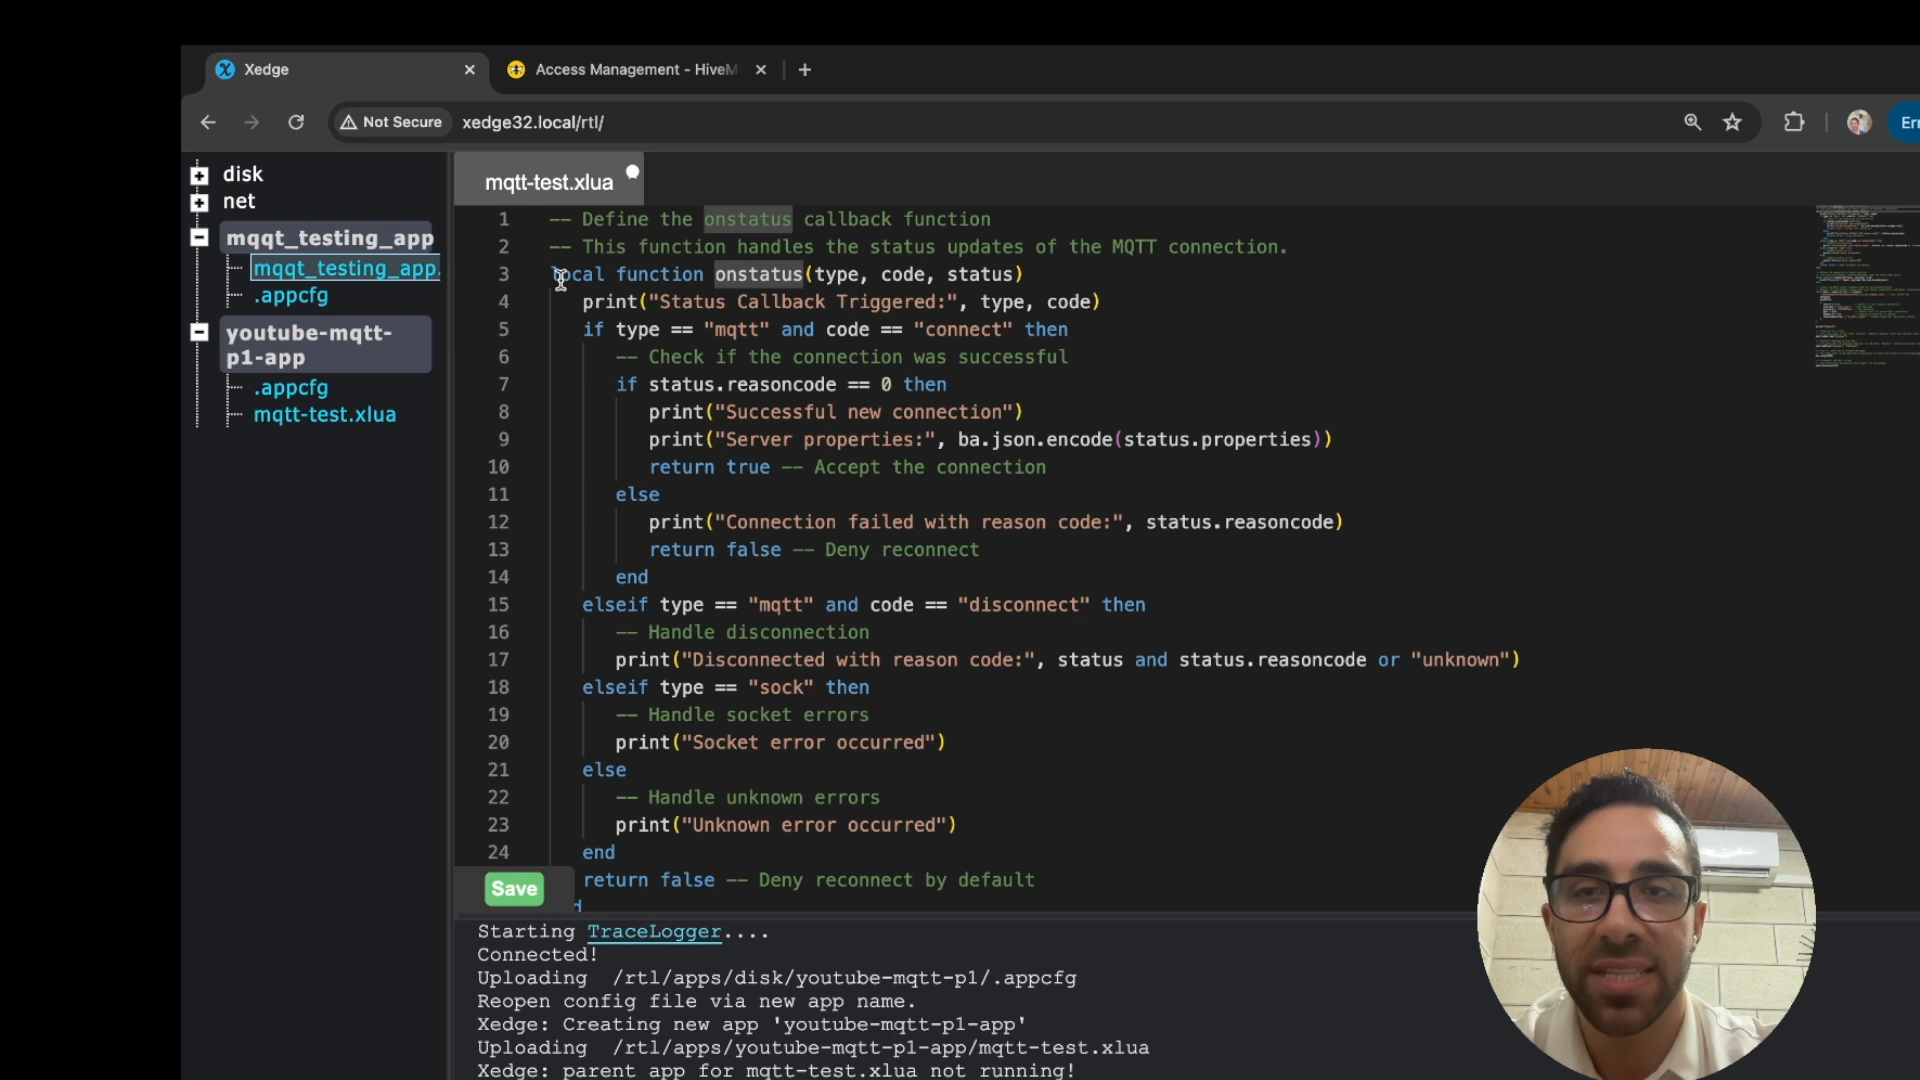 Xedge
Access Management - HiveM
Not Secure
xedge32.local/rtl/
disk
net
mqqt_testing_app
mqqt_testing_app.
.appcfg
youtube-mqtt-
p1-app
.appcfg
mqtt-test.xlua
mqtt-test.xlua
1 -- Define the onstatus callback function
2 -- This function handles the status updates of the MQTT connection.
3 local function onstatus(type, code, status)
4 print("Status Callback Triggered:", type, code)
5 if type == "mqtt" and code == "connect" then
6 -- Check if the connection was successful
7 if status.reasoncode == 0 then
8 print("Successful new connection")
9 print("Server properties:", ba.json.encode(status.properties))
10 return true -- Accept the connection
11 else
12 print("Connection failed with reason code:", status.reasoncode)
13 return false -- Deny reconnect
14 end
15 elseif type == "mqtt" and code == "disconnect" then
16 -- Handle disconnection
17 print("Disconnected with reason code:", status and status.reasoncode or "unknown")
18 elseif type == "sock" then
19 -- Handle socket errors
20 print("Socket error occurred")
21 else
22 -- Handle unknown errors
23 print("Unknown error occurred")
24 end
return false -- Deny reconnect by default
Save
Starting TraceLogger....
Connected!
Uploading /rtl/apps/disk/youtube-mqtt-p1/.appcfg
Reopen config file via new app name.
Xedge: Creating new app 'youtube-mqtt-p1-app'
Uploading /rtl/apps/youtube-mqtt-p1-app/mqtt-test.xlua
Xedge: parent app for mqtt-test.xlua not running!